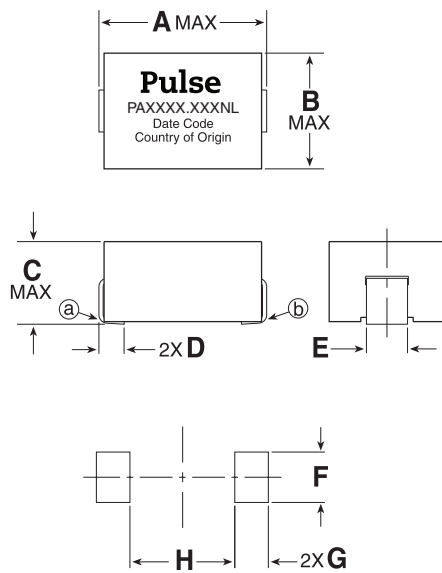 A MAX
Pulse
PAXXXX.XXXNL
Date Code
Country of Origin
B
MAX
C
MAX
a
b
2X D
E
F
H
2X G